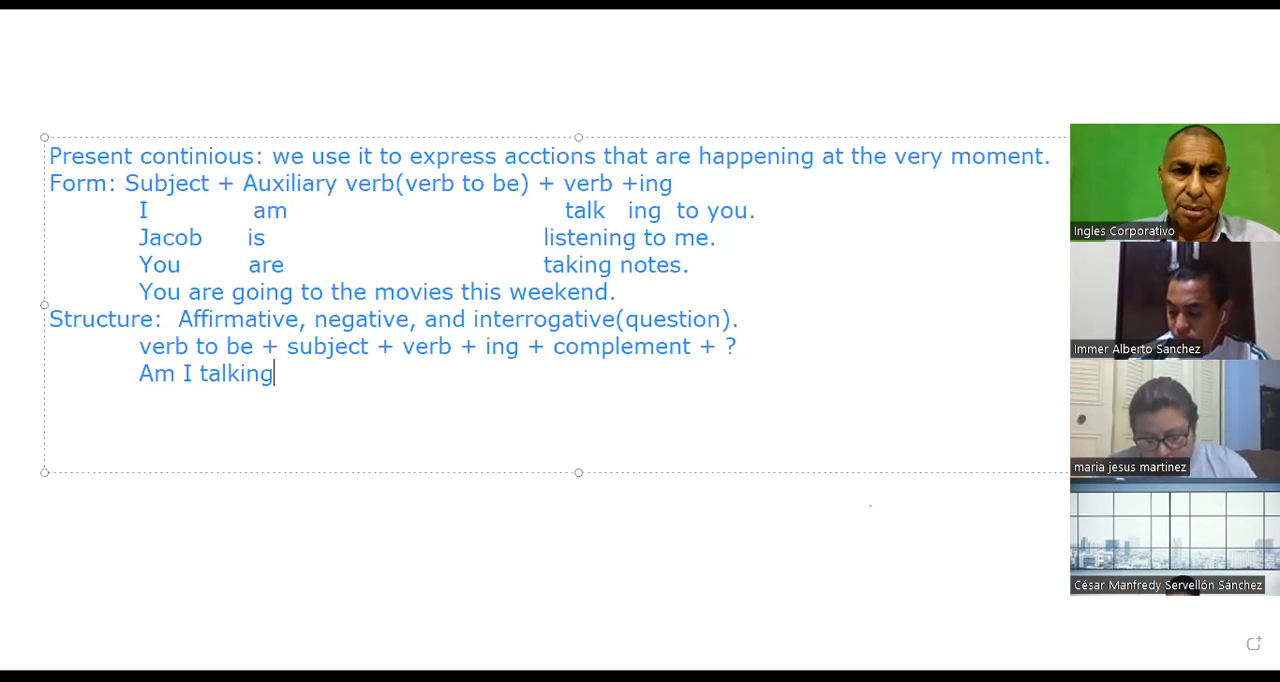 Present continious: we use it to express acctions that are happening at the very moment.
Form: Subject + Auxiliary verb(verb to be) + verb +ing
I am talk ing to you.
Jacob is listening to me.
You are taking notes.
You are going to the movies this weekend.
Structure: Affirmative, negative, and interrogative(question).
verb to be + subject + verb + ing + complement + ?
Am I talking
Ingles Corporativo
Immer Alberto Sanchez
maria jesus martinez
César Manfredy Servellón Sánchez